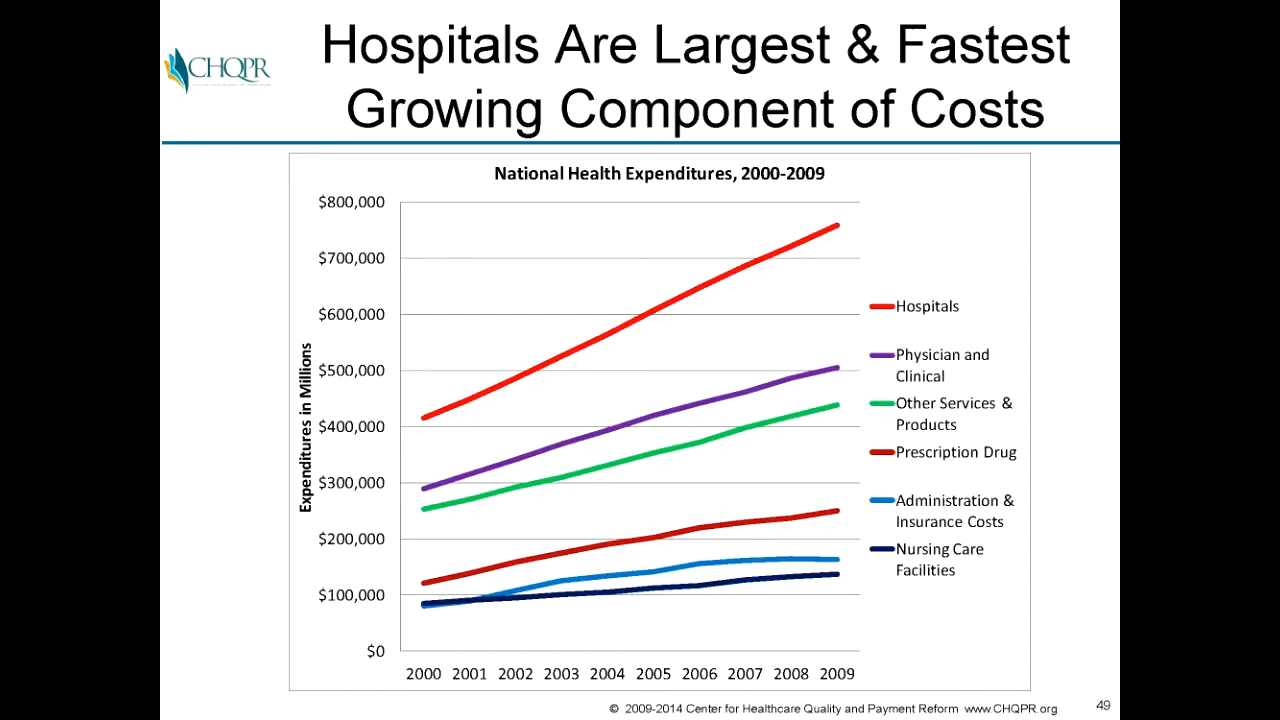 Hospitals Are Largest & Fastest
Growing Component of Costs
CHQPR
National Health Expenditures, 2000-2009
Expenditures in Millions
$800,000
$700,000
$600,000
$500,000
$400,000
$300,000
$200,000
$100,000
$0
2000 2001 2002 2003 2004 2005 2006 2007 2008 2009
Hospitals
Physician and
Clinical
Other Services &
Products
Prescription Drug
Administration &
Insurance Costs
Nursing Care
Facilities
© 2009-2014 Center for Healthcare Quality and Payment Reform www.CHQPR.org
49